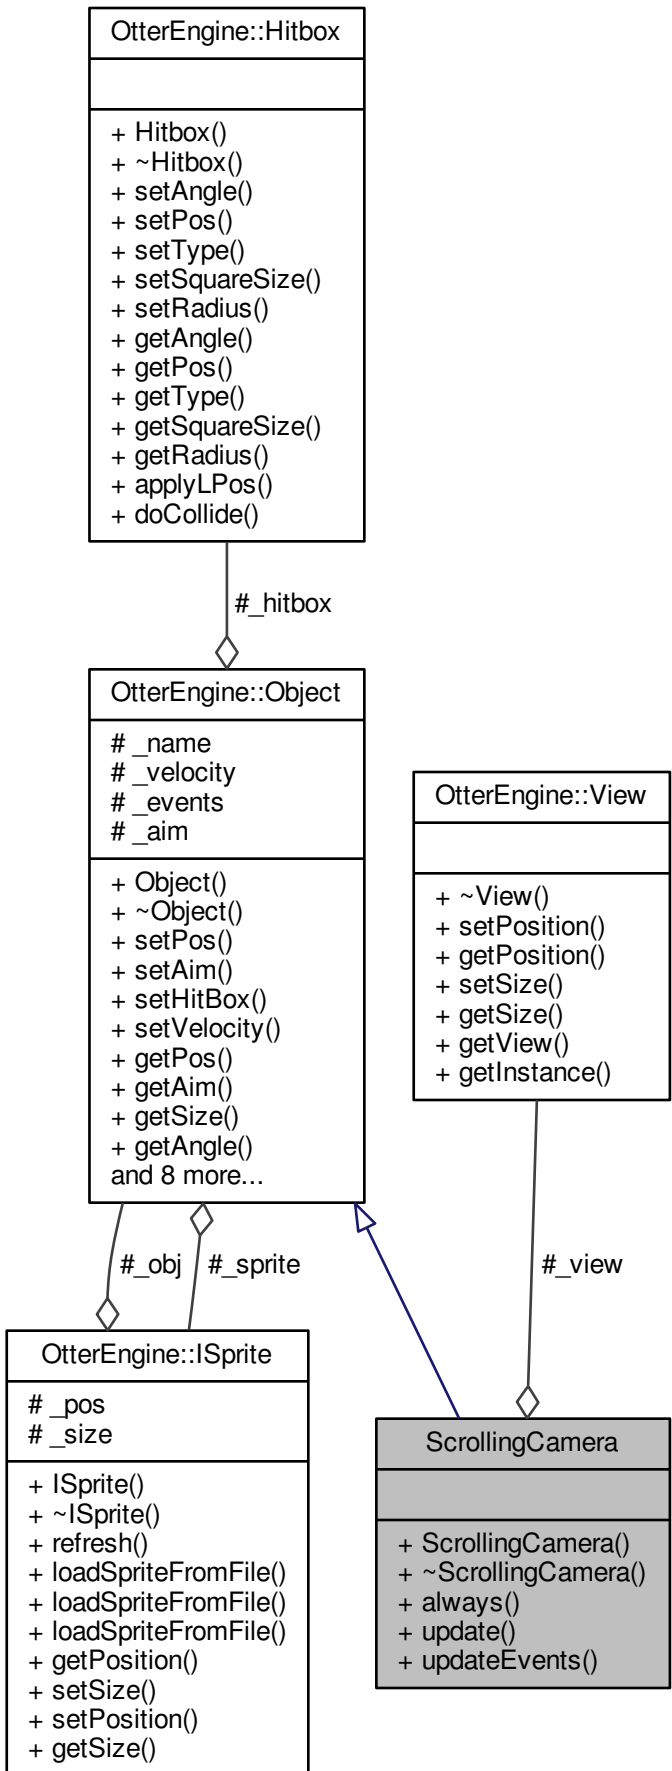 OtterEngine::Hitbox
+ Hitbox()
+ ~Hitbox()
+ setAngle()
+ setPos()
+ setType()
+ setSquareSize()
+ setRadius()
+ getAngle()
+ getPos()
+ getType()
+ getSquareSize()
+ getRadius()
+ applyLPos()
+ doCollide()
#_hitbox
OtterEngine::Object
# _name
# _velocity
# _events
# _aim
+ Object()
+ ~Object()
+ setPos()
+ setAim()
+ setHitBox()
+ setVelocity()
+ getPos()
+ getAim()
+ getSize()
+ getAngle()
and 8 more...
OtterEngine::View
+ ~View()
+ setPosition()
+ getPosition()
+ setSize()
+ getSize()
+ getView()
+ getInstance()
#_obj
#_sprite
#_view
OtterEngine::ISprite
# _pos
# _size
+ ISprite()
+ ~ISprite()
+ refresh()
+ loadSpriteFromFile()
+ loadSpriteFromFile()
+ loadSpriteFromFile()
+ getPosition()
+ setSize()
+ setPosition()
+ getSize()
ScrollingCamera
+ ScrollingCamera()
+ ~ScrollingCamera()
+ always()
+ update()
+ updateEvents()